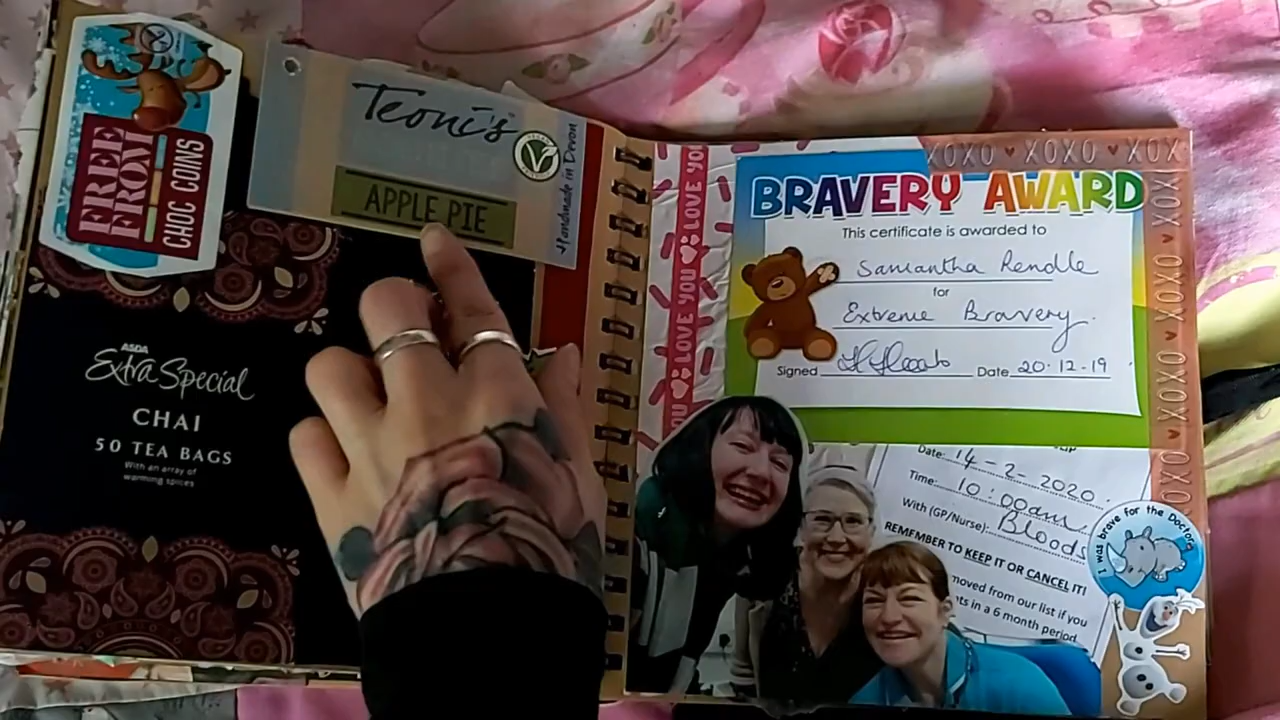 FREE
FROM
CHOC COINS
Teoni's
APPLE PIE
Handmade in Devon
ASDA
Extra Special
CHAI
50 TEA BAGS
With an array of
warming spices
LOVE YOU
LOVE YOU
XOXO XOXO XOX
XOXO
XOXO
XOXO
BRAVERY AWARD
This certificate is awarded to
Samantha Rendle
for
Extreme Bravery.
Signed Date 20.12.19
Date: 14-2-2020.
Time: 10:00am
With (GP/Nurse): Bloods
REMEMBER TO KEEP IT OR CANCEL IT!
moved from our list if you
ts in a 6 month period
I was brave for the Doctor